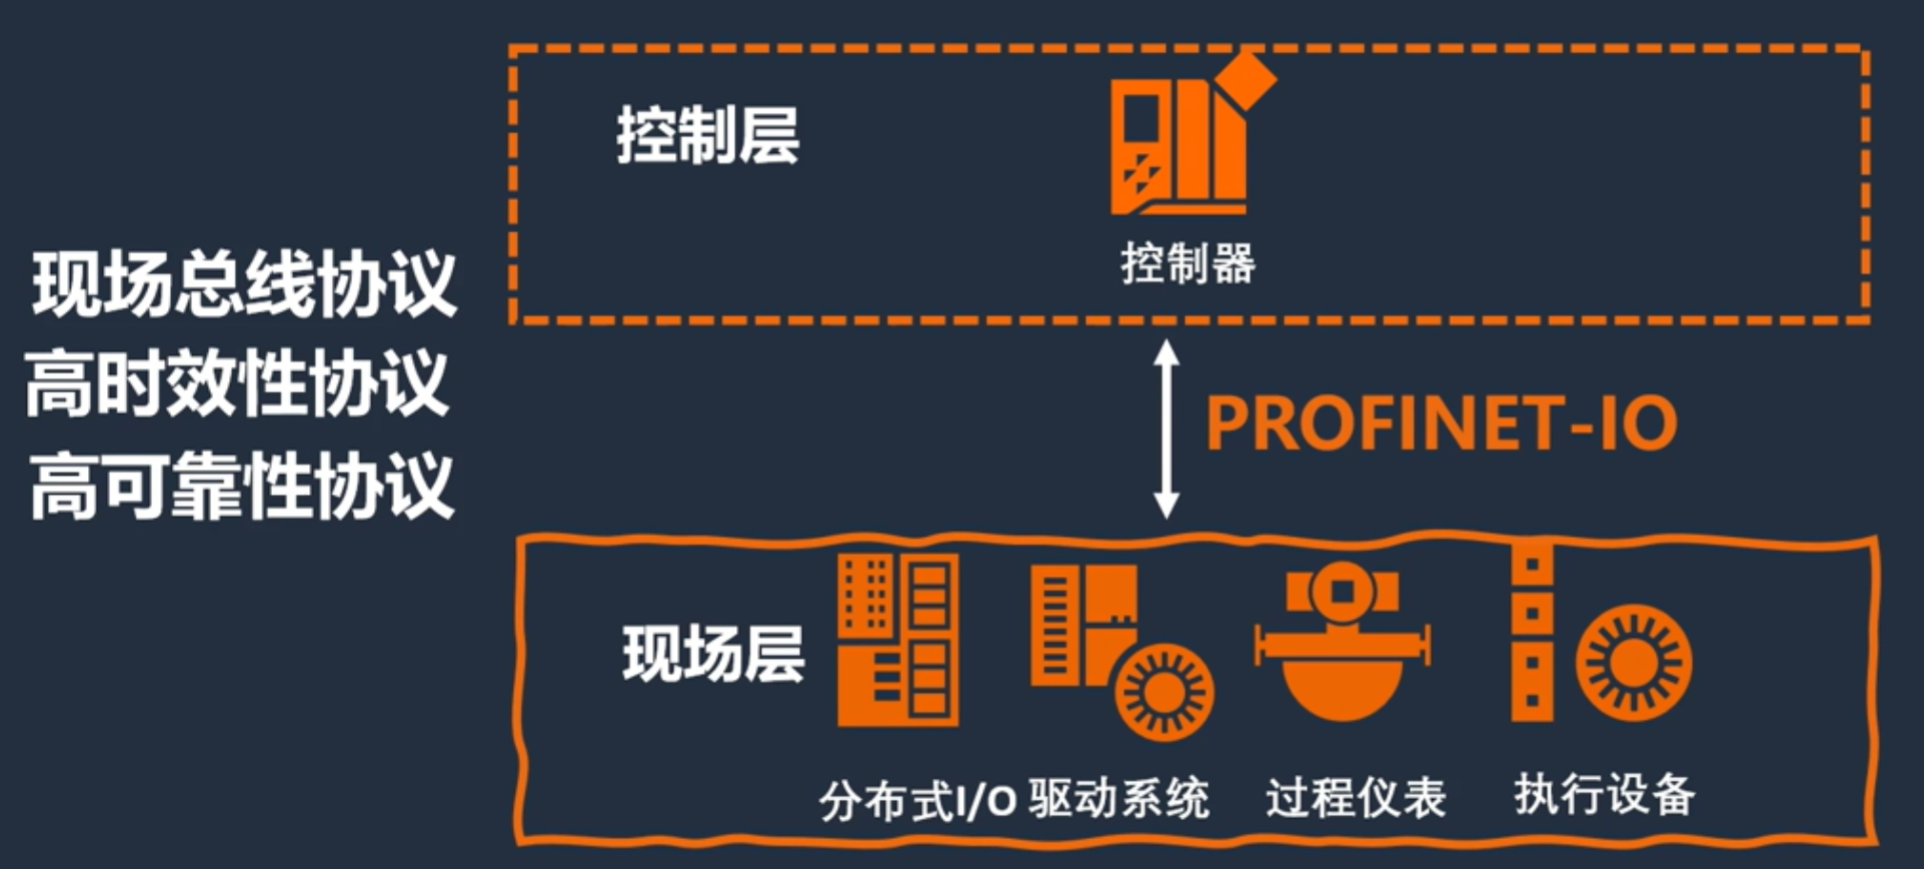 控制层
控制器
现场总线协议
高时效性协议
高可靠性协议
PROFINET-IO
现场层
分布式I/O 驱动系统 过程仪表 执行设备